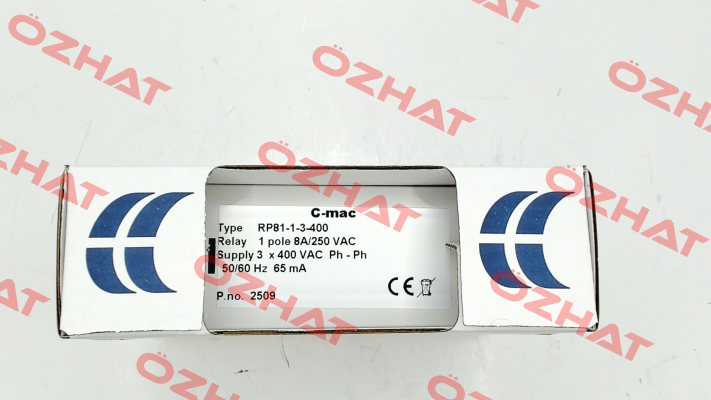 C-mac
Type RP81-1-3-400
Relay 1 pole 8A/250 VAC
Supply 3 x 400 VAC Ph - Ph
50/60 Hz 65 mA
P.no. 2509
CE
ÖZHAT
ÖZHAT
ÖZHAT
ÖZHAT
ÖZHAT
ÖZHAT
ÖZHAT
ÖZHAT
ÖZHAT
ÖZHAT